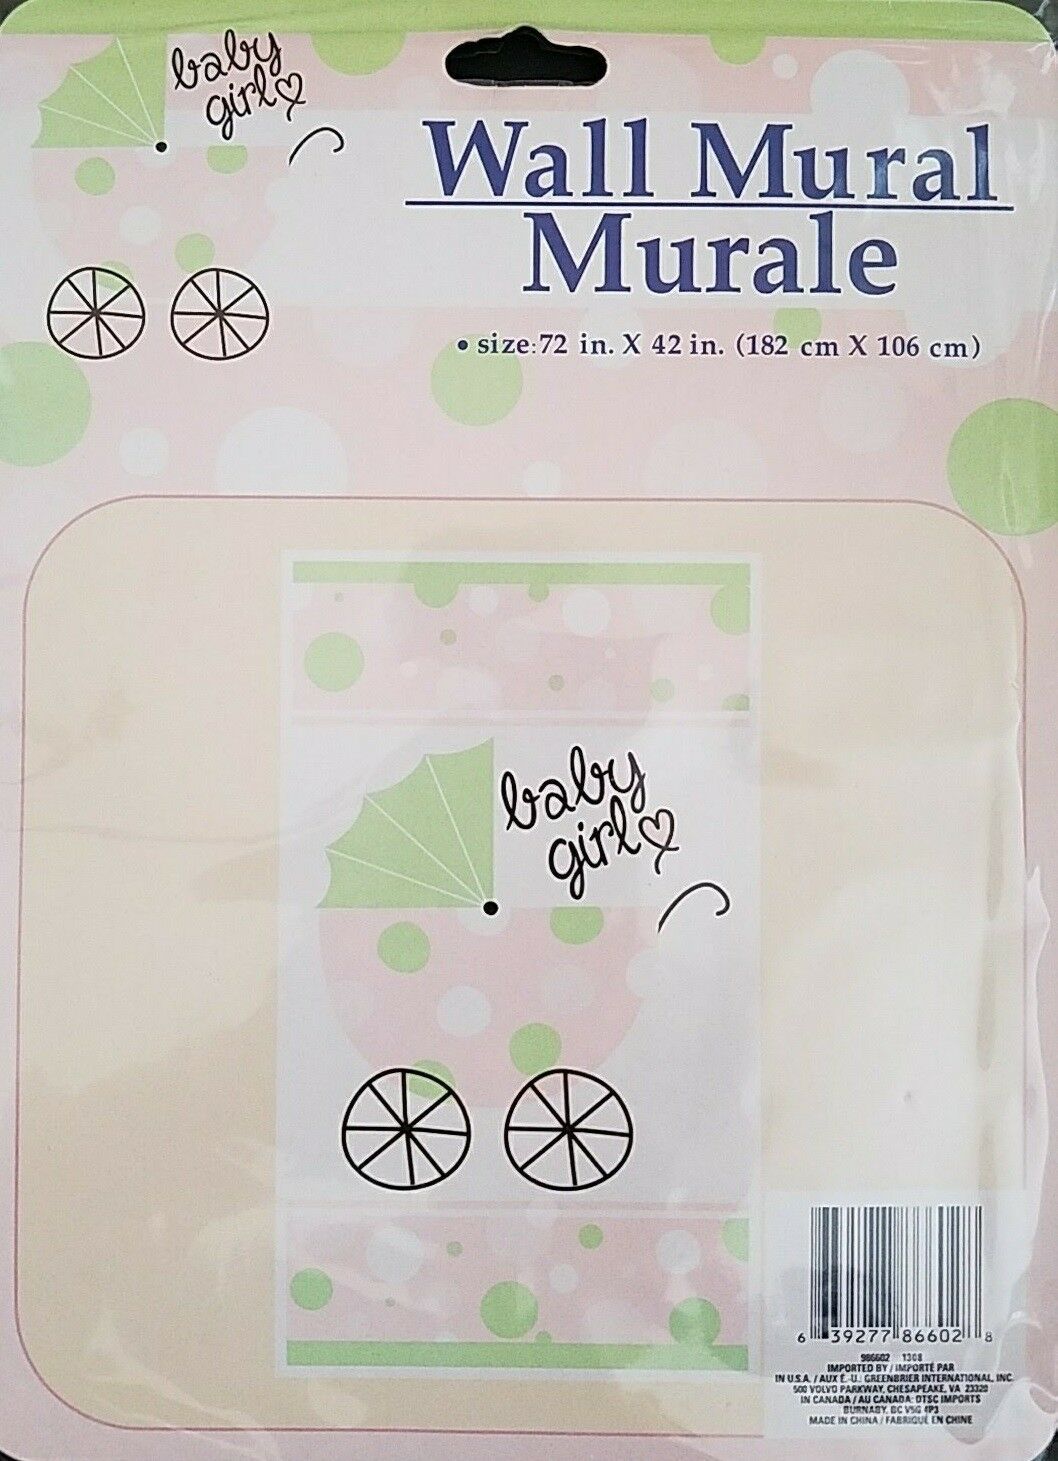 baby
girl
Wall Mural
Murale
• size:72 in. X 42 in. (182 cm X 106 cm)
baby
girl
6 39277 86602 8
986602 1308
IMPORTED BY / IMPORTÉ PAR
IN U.S.A. / AUX É.-U.: GREENBRIER INTERNATIONAL, INC.
500 VOLVO PARKWAY, CHESAPEAKE, VA 23320
IN CANADA / AU CANADA: DTSC IMPORTS
BURNABY, BC V5G 4P3
MADE IN CHINA / FABRIQUÉ EN CHINE